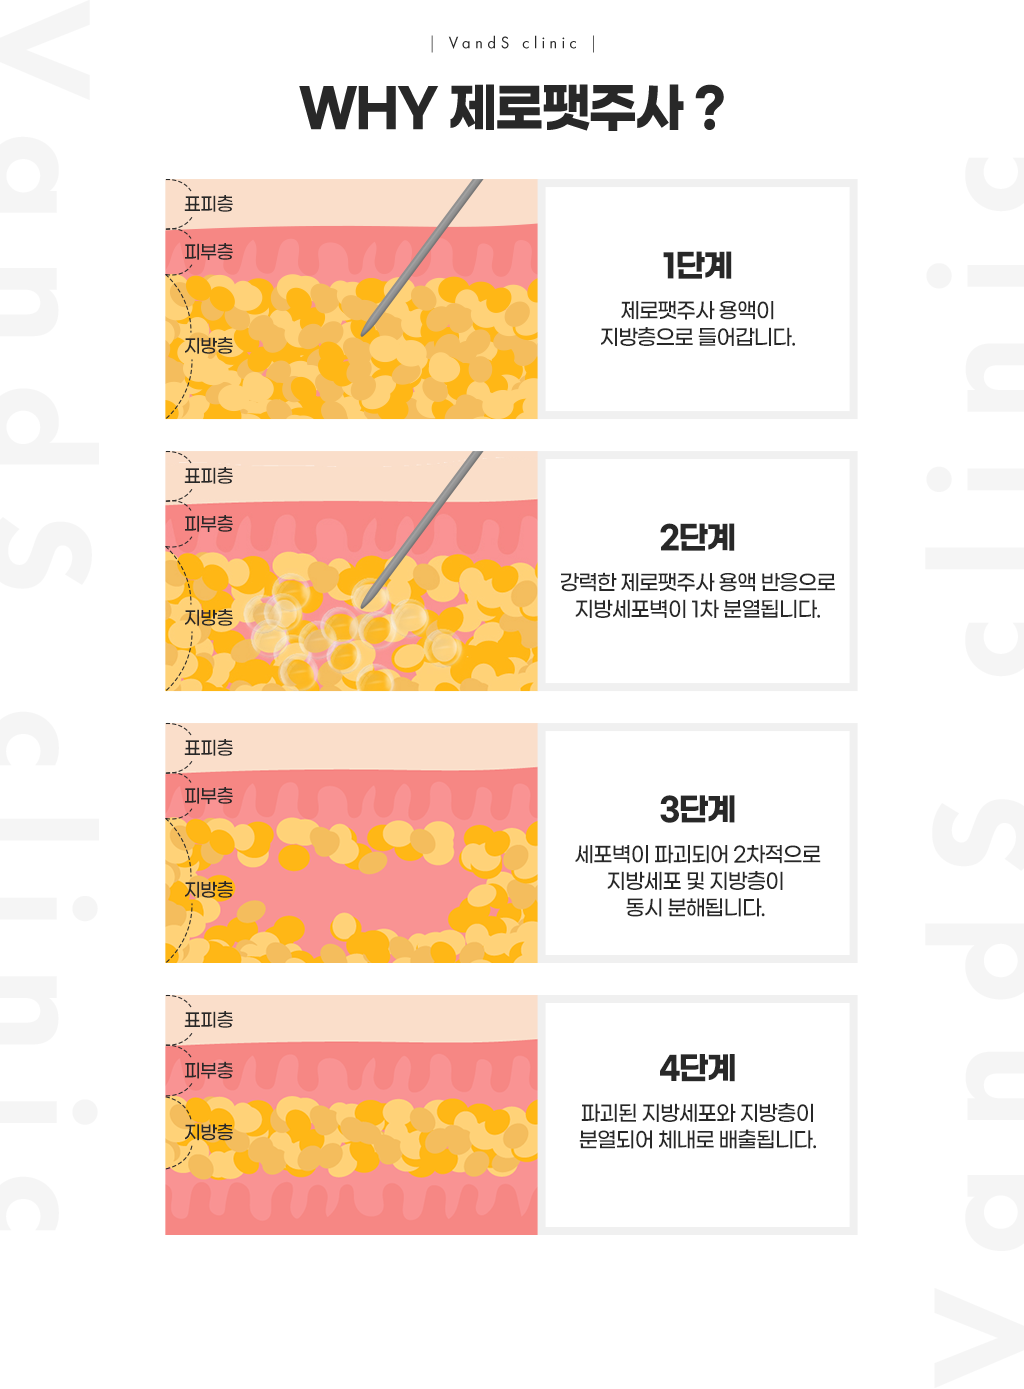 | VandS clinic |
WHY 제로팻주사 ?
표피층
피부층
지방층
1단계
제로팻주사 용액이
지방층으로 들어갑니다.
표피층
피부층
지방층
2단계
강력한 제로팻주사 용액 반응으로
지방세포벽이 1차 분열됩니다.
표피층
피부층
지방층
3단계
세포벽이 파괴되어 2차적으로
지방세포 및 지방층이
동시 분해됩니다.
표피층
피부층
지방층
4단계
파괴된 지방세포와 지방층이
분열되어 체내로 배출됩니다.
VandS clinic
VandS clinic